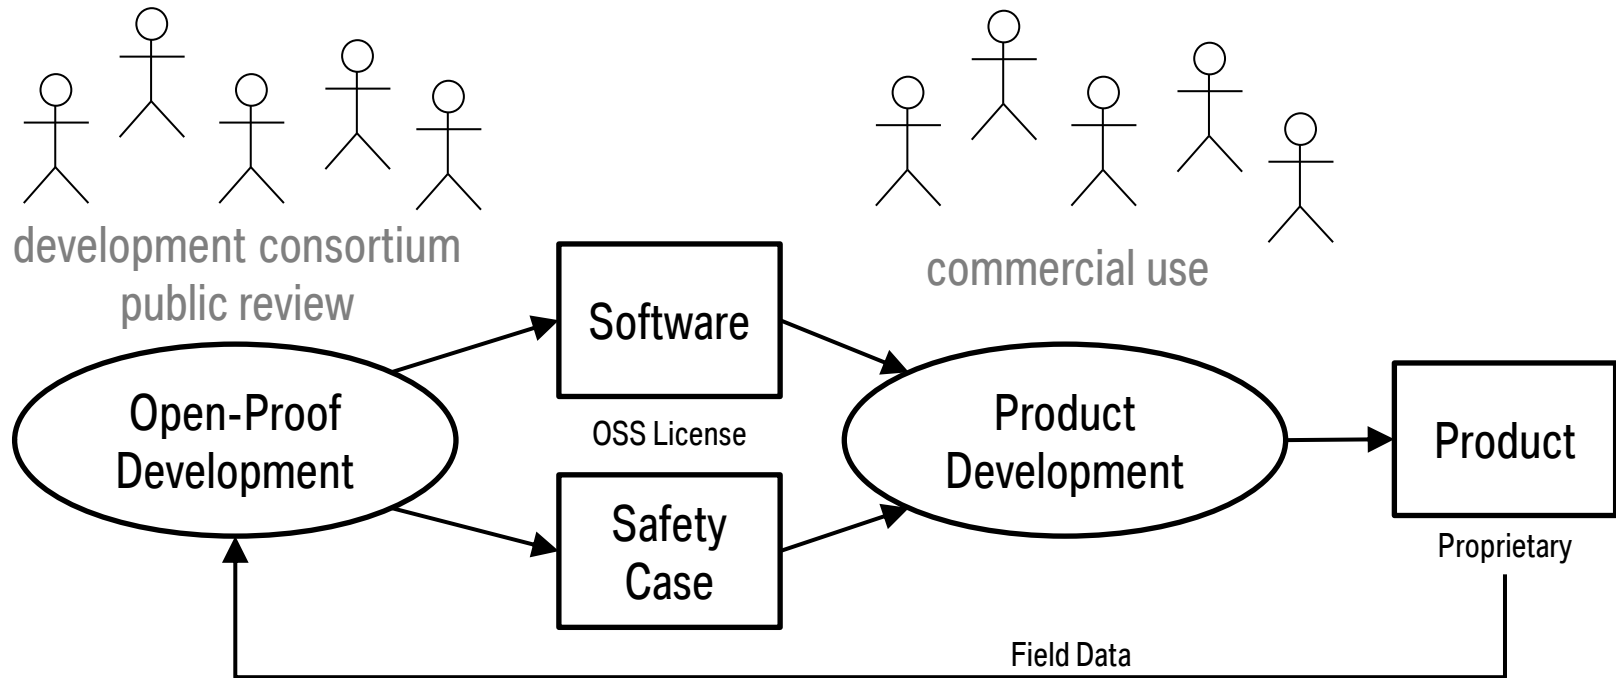 development consortium
public review
commercial use
Software
OSS License
Open-Proof
Development
Safety
Case
Product
Development
Product
Proprietary
Field Data